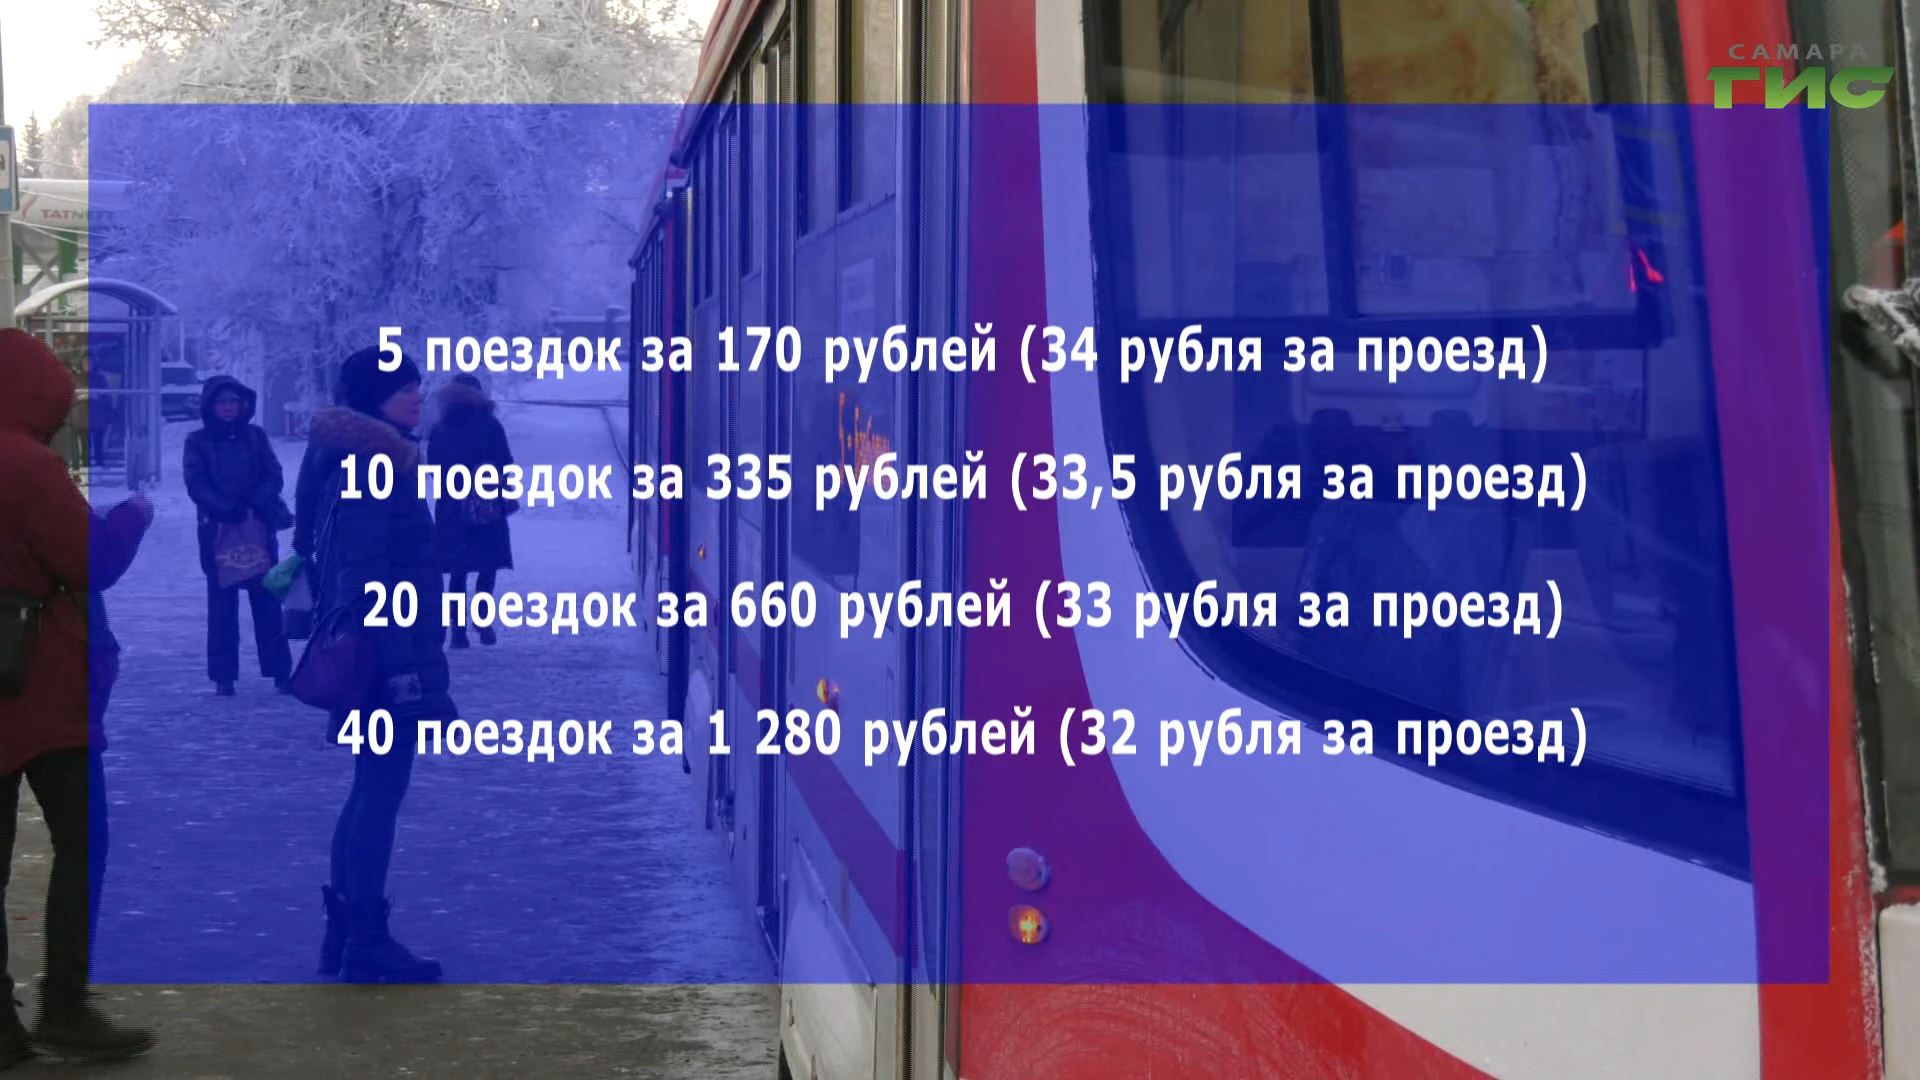 САМАРА
ГИС
TATNEFT
5 поездок за 170 рублей (34 рубля за проезд)
10 поездок за 335 рублей (33,5 рубля за проезд)
20 поездок за 660 рублей (33 рубля за проезд)
40 поездок за 1 280 рублей (32 рубля за проезд)